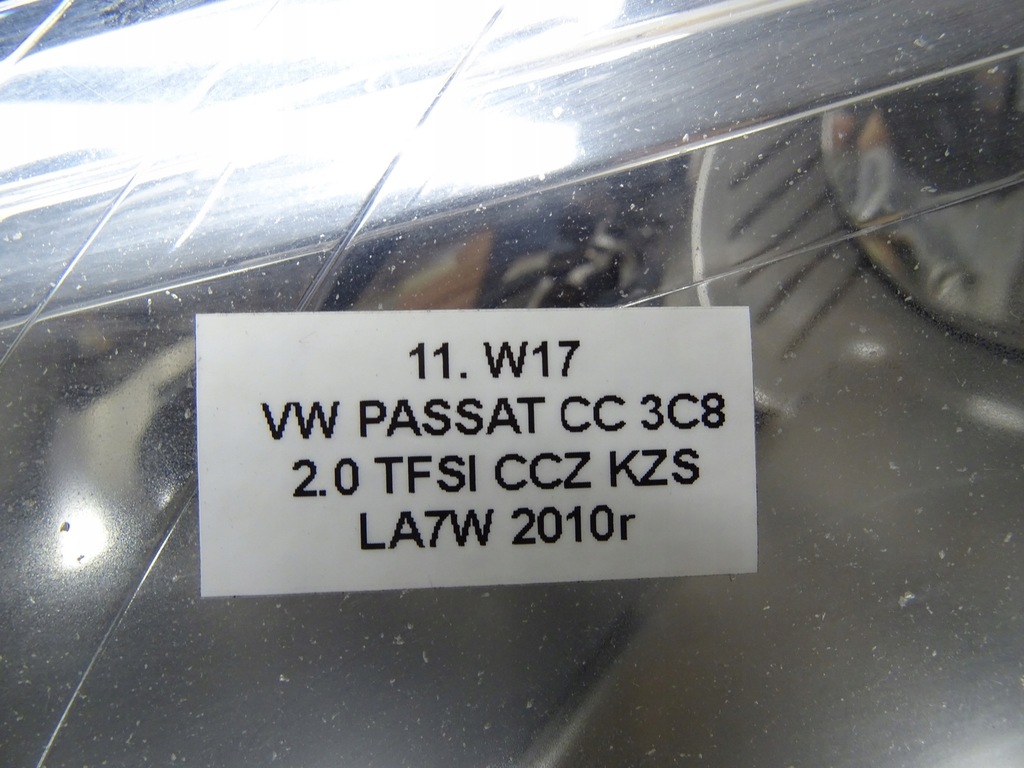 11. W17
VW PASSAT CC 3C8
2.0 TFSI CCZ KZS
LA7W 2010r